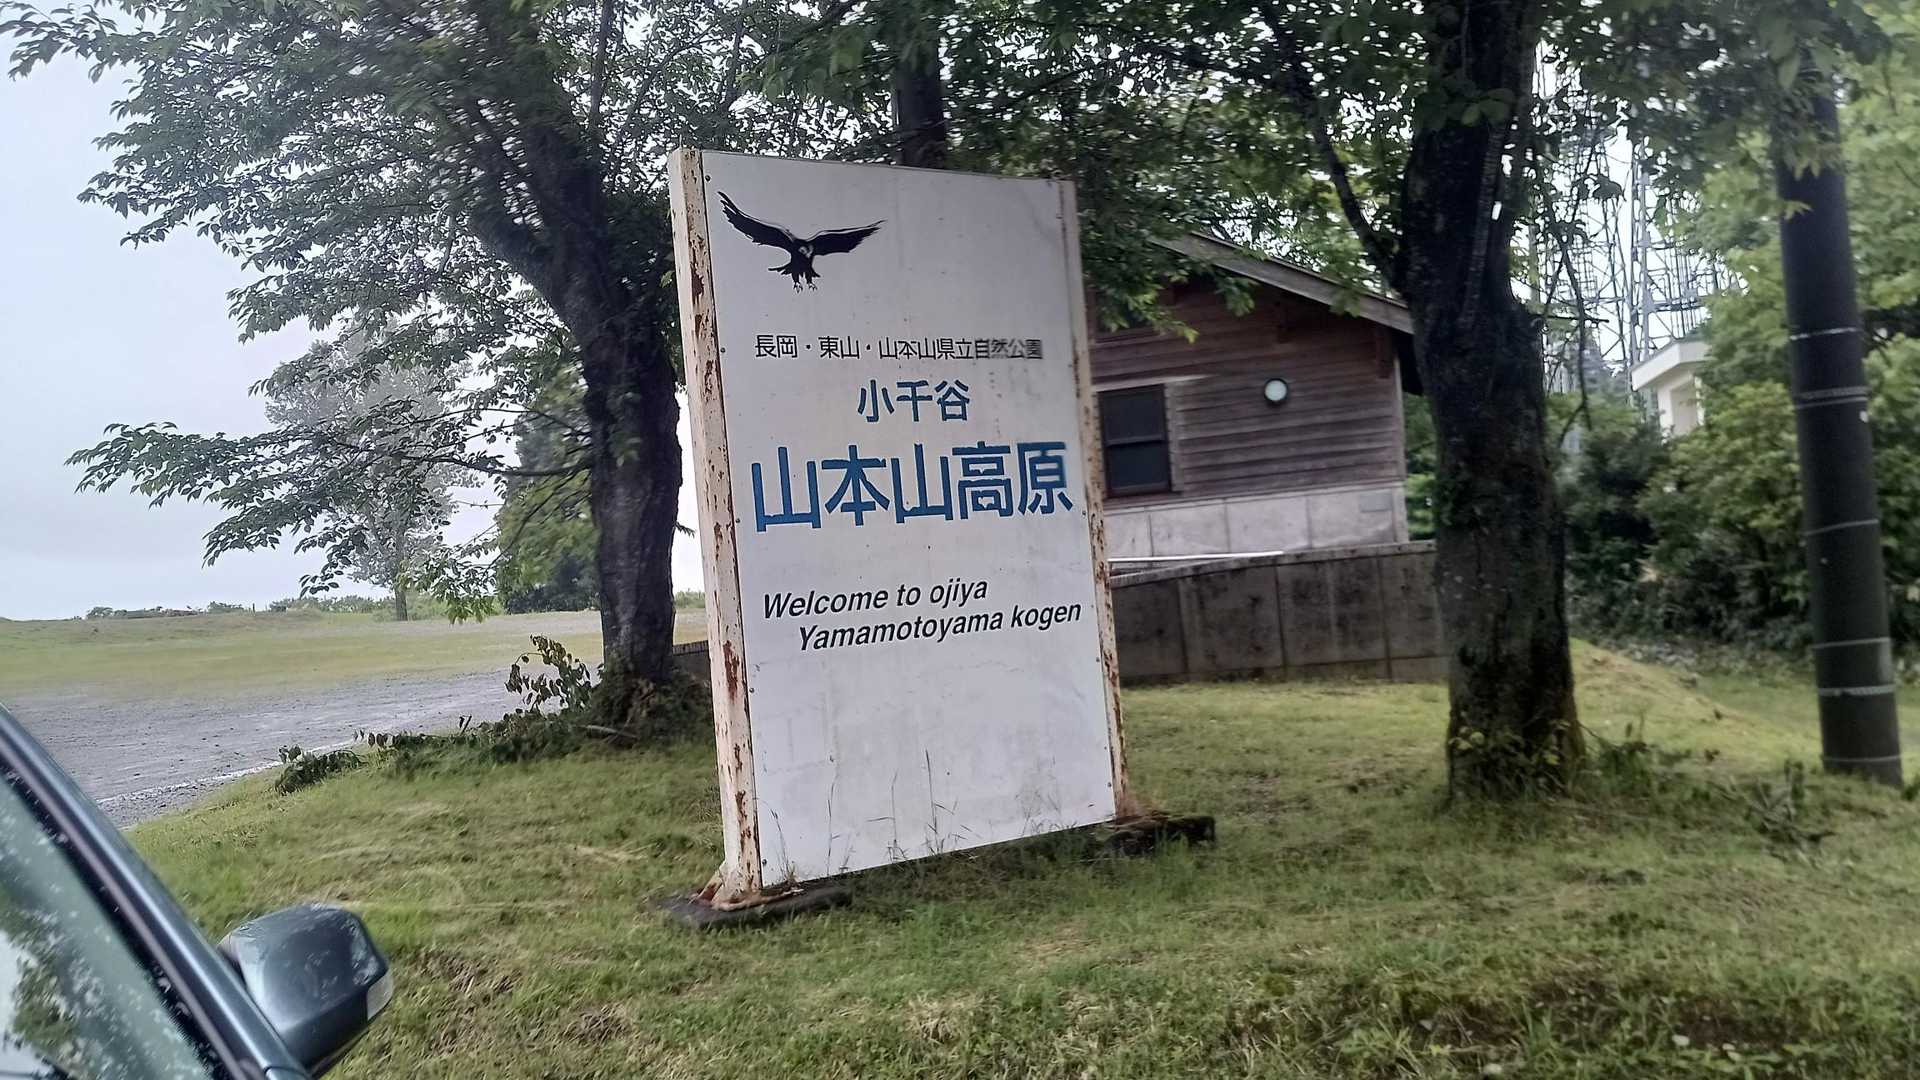 長岡・東山・山本山県立自然公園
小千谷
山本山高原
Welcome to ojiya
Yamamotoyama kogen